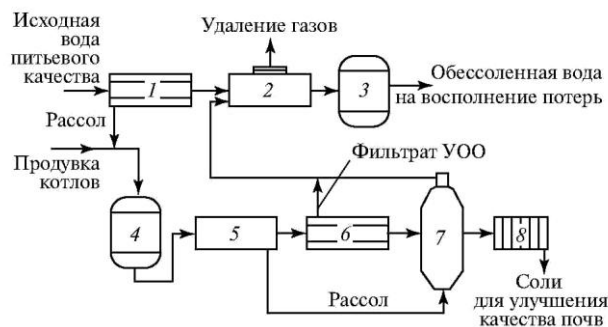 Исходная
вода
питьевого
качества
Удаление газов
1
2
3
Обессоленная вода
на восполнение потерь
Рассол
Продувка
котлов
Фильтрат УОО
4
5
6
7
8
Рассол
Соли
для улучшения
качества почв